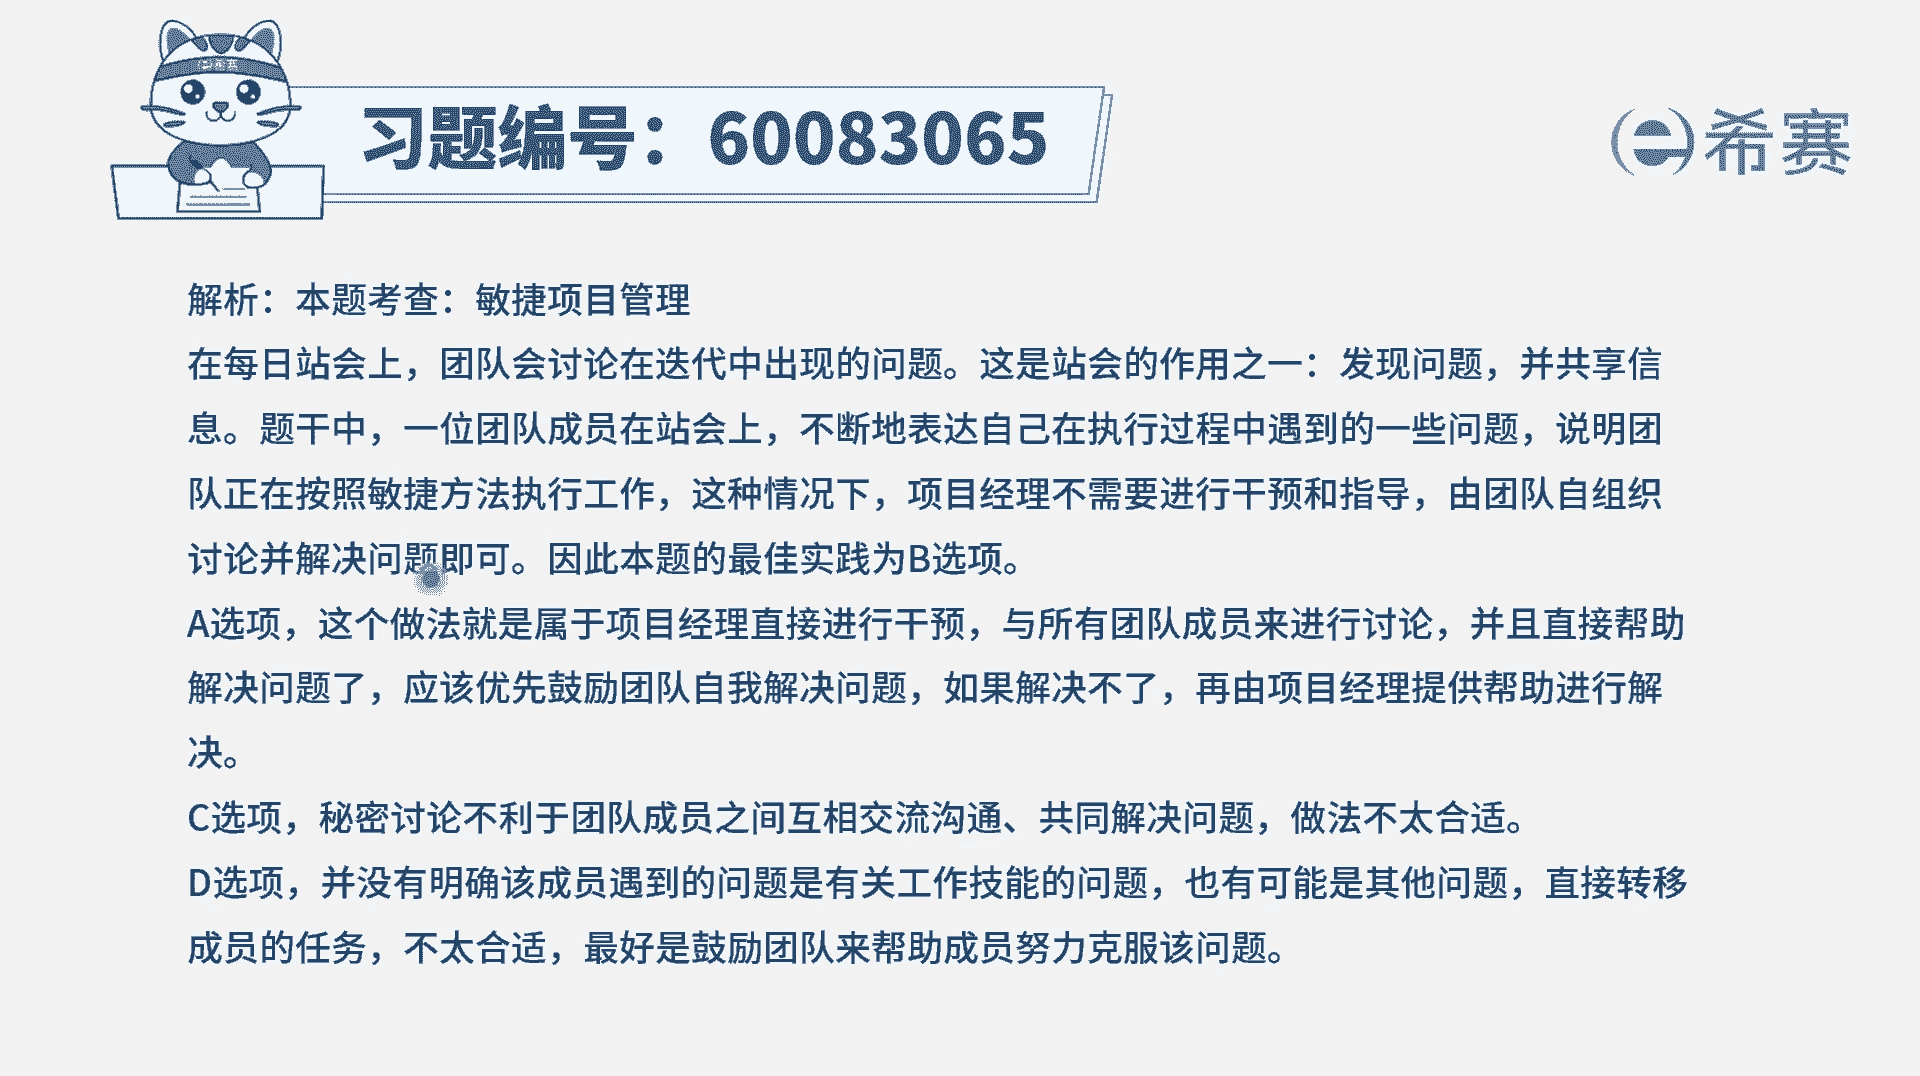 习题编号：60083065
希赛
解析：本题考查：敏捷项目管理
在每日站会上，团队会讨论在迭代中出现的问题。这是站会的作用之一：发现问题，并共享信
息。题干中，一位团队成员在站会上，不断地表达自己在执行过程中遇到的一些问题，说明团
队正在按照敏捷方法执行工作，这种情况下，项目经理不需要进行干预和指导，由团队自组织
讨论并解决问题即可。因此本题的最佳实践为B选项。
A选项，这个做法就是属于项目经理直接进行干预，与所有团队成员来进行讨论，并且直接帮助
解决问题了，应该优先鼓励团队自我解决问题，如果解决不了，再由项目经理提供帮助进行解
决。
C选项，秘密讨论不利于团队成员之间互相交流沟通、共同解决问题，做法不太合适。
D选项，并没有明确该成员遇到的问题是有关工作技能的问题，也有可能是其他问题，直接转移
成员的任务，不太合适，最好是鼓励团队来帮助成员努力克服该问题。